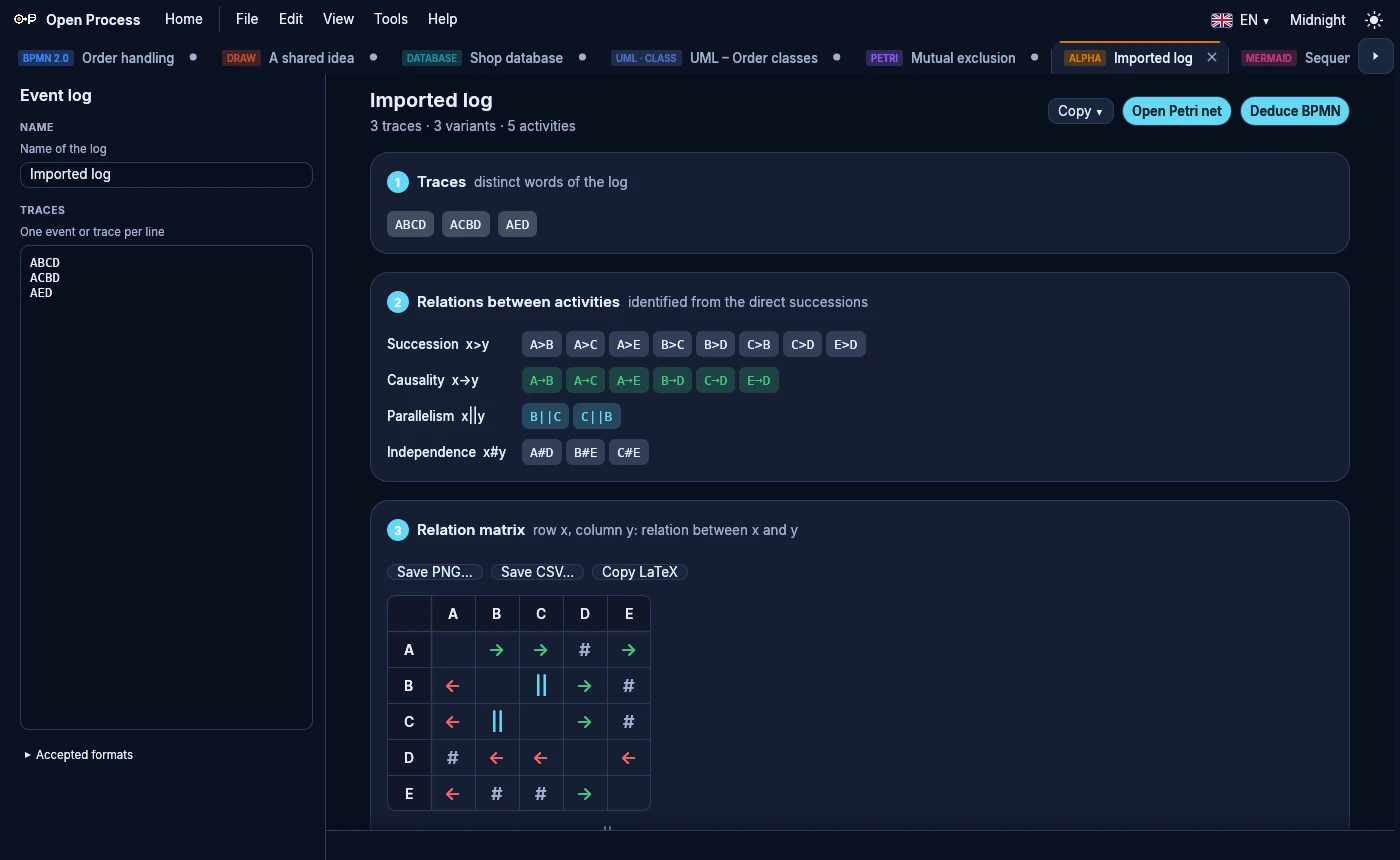 Open Process Home File Edit View Tools Help EN ▾ Midnight
BPMN 2.0 Order handling DRAW A shared idea DATABASE Shop database UML · CLASS UML – Order classes PETRI Mutual exclusion ALPHA Imported log × MERMAID Sequer
Event log
NAME
Name of the log
Imported log
TRACES
One event or trace per line
ABCD
ACBD
AED
▸ Accepted formats
Imported log
3 traces · 3 variants · 5 activities
Copy ▾ Open Petri net Deduce BPMN
1 Traces distinct words of the log
ABCD ACBD AED
2 Relations between activities identified from the direct successions
Succession x>y A>B A>C A>E B>C B>D C>B C>D E>D
Causality x→y A→B A→C A→E B→D C→D E→D
Parallelism x||y B||C C||B
Independence x#y A#D B#E C#E
3 Relation matrix row x, column y: relation between x and y
Save PNG... Save CSV... Copy LaTeX
A B C D E
A → → # →
B ← || → #
C ← || → #
D # ← ← ←
E ← # # →